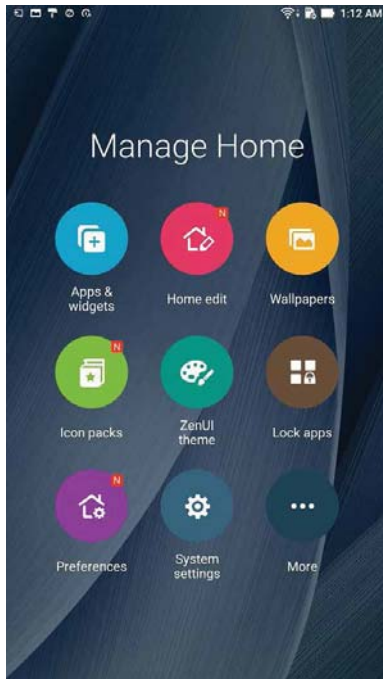 1:12 AM
Manage Home
N
Apps &
widgets
Home edit
Wallpapers
N
Icon packs
ZenUI
theme
Lock apps
N
Preferences
System
settings
More